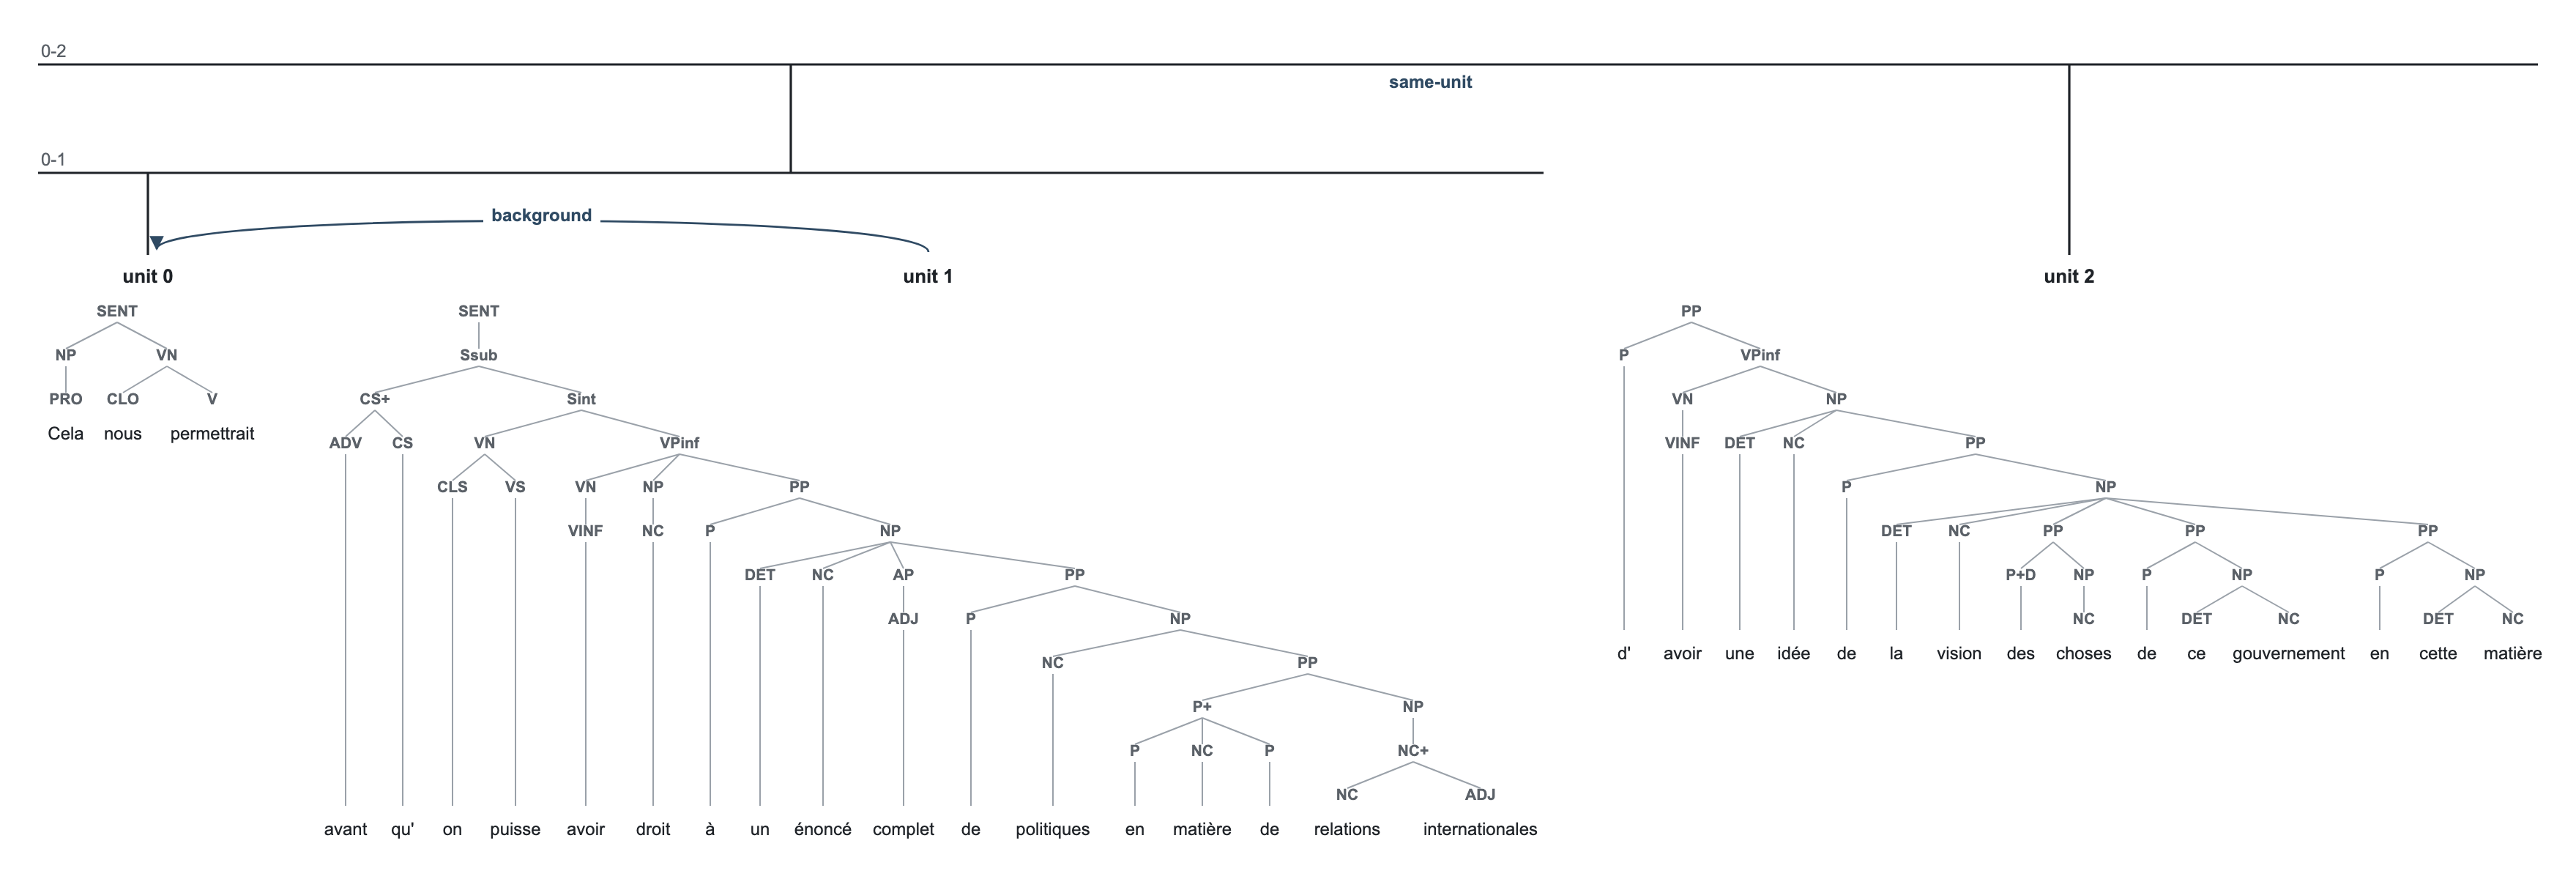 0-2
same-unit
0-1
background
unit 0 unit 1 unit 2
SENT SENT PP
NP VN Ssub P VPinf
PRO CLO V CS+ Sint VN NP
Cela nous permettrait
ADV CS VN VPinf VINF DET NC PP
CLS VS VN NP PP P NP
VINF NC P NP DET NC PP PP PP
DET NC AP PP P+D NP P NP P NP
ADJ P NP NC DET NC DET NC
d' avoir une idée de la vision des choses de ce gouvernement en cette matière
NC PP
P+ NP
P NC P NC+
NC ADJ
avant qu' on puisse avoir droit à un énoncé complet de politiques en matière de relations internationales